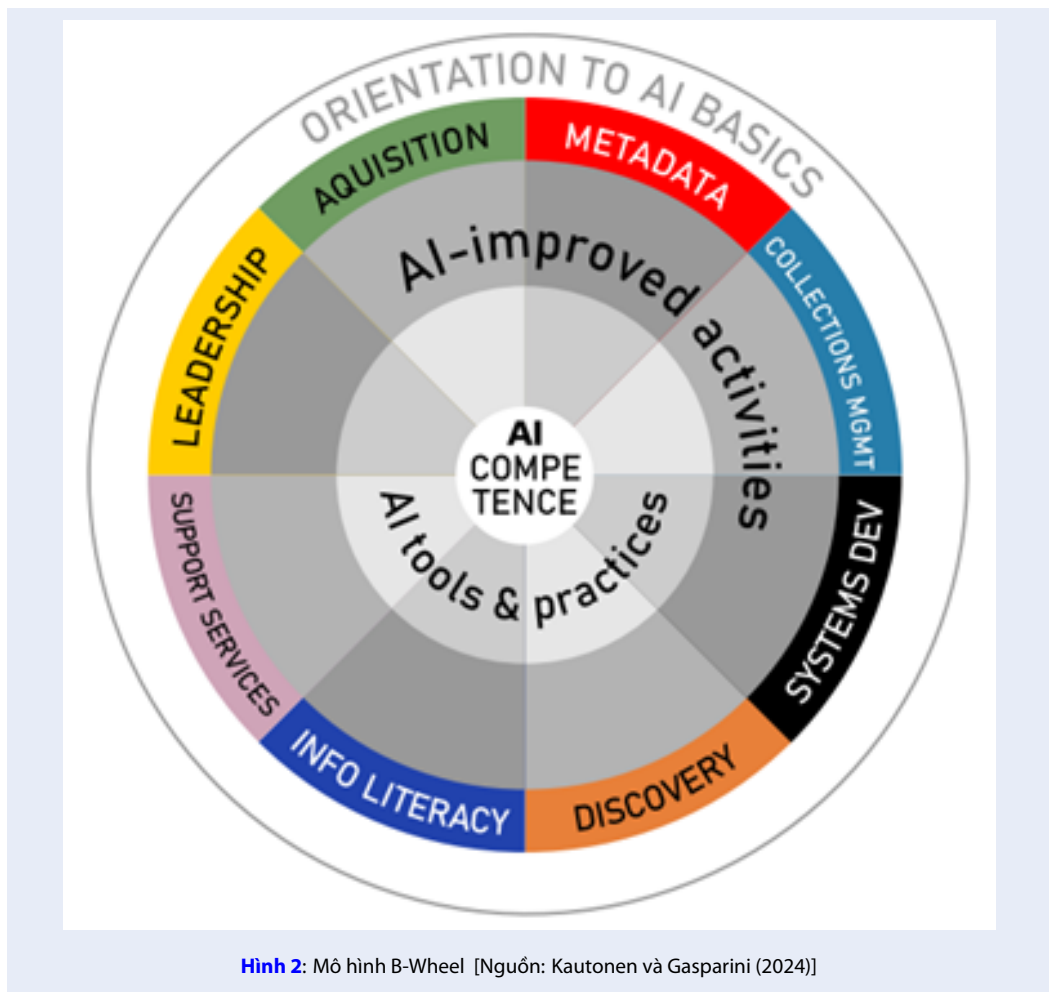 ORIENTATION TO AI BASICS
AQUISITION
METADATA
COLLECTIONS MGMT
SYSTEMS DEV
DISCOVERY
INFO LITERACY
SUPPORT SERVICES
LEADERSHIP
AI-improved activities
AI tools & practices
AI
COMPE
TENCE
Hình 2: Mô hình B-Wheel [Nguồn: Kautonen và Gasparini (2024)]